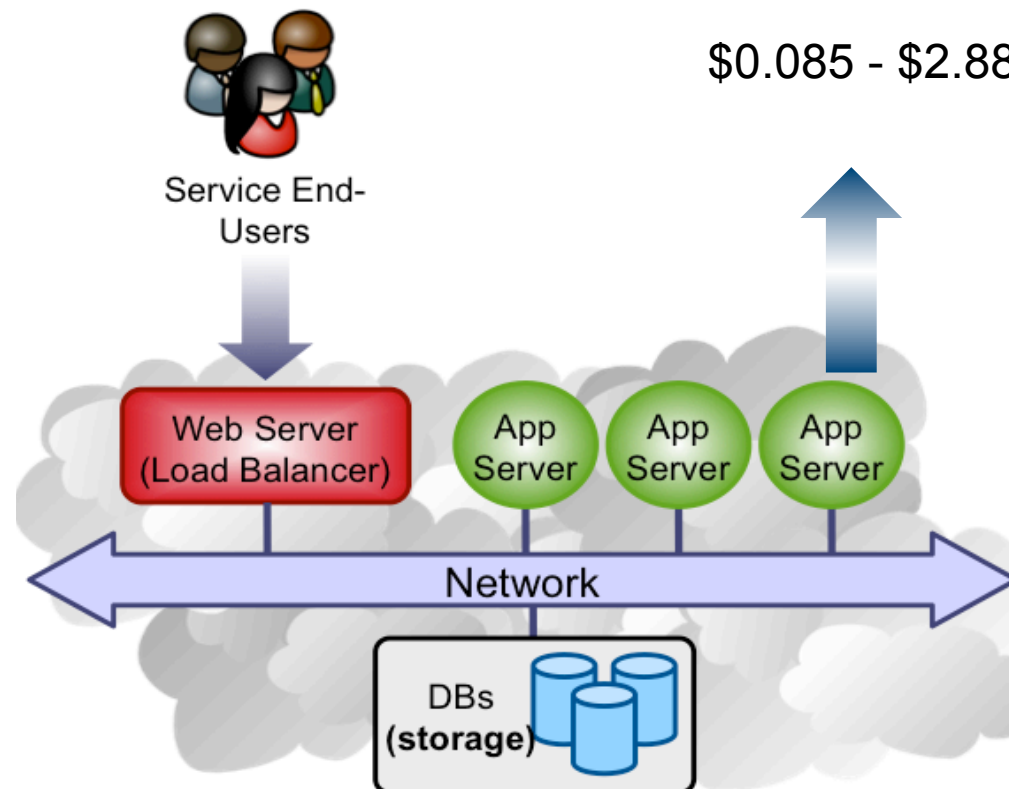 $0.085 - $2.88
Service End-
Users
Web Server
(Load Balancer)
App
Server
App
Server
App
Server
Network
DBs
(storage)